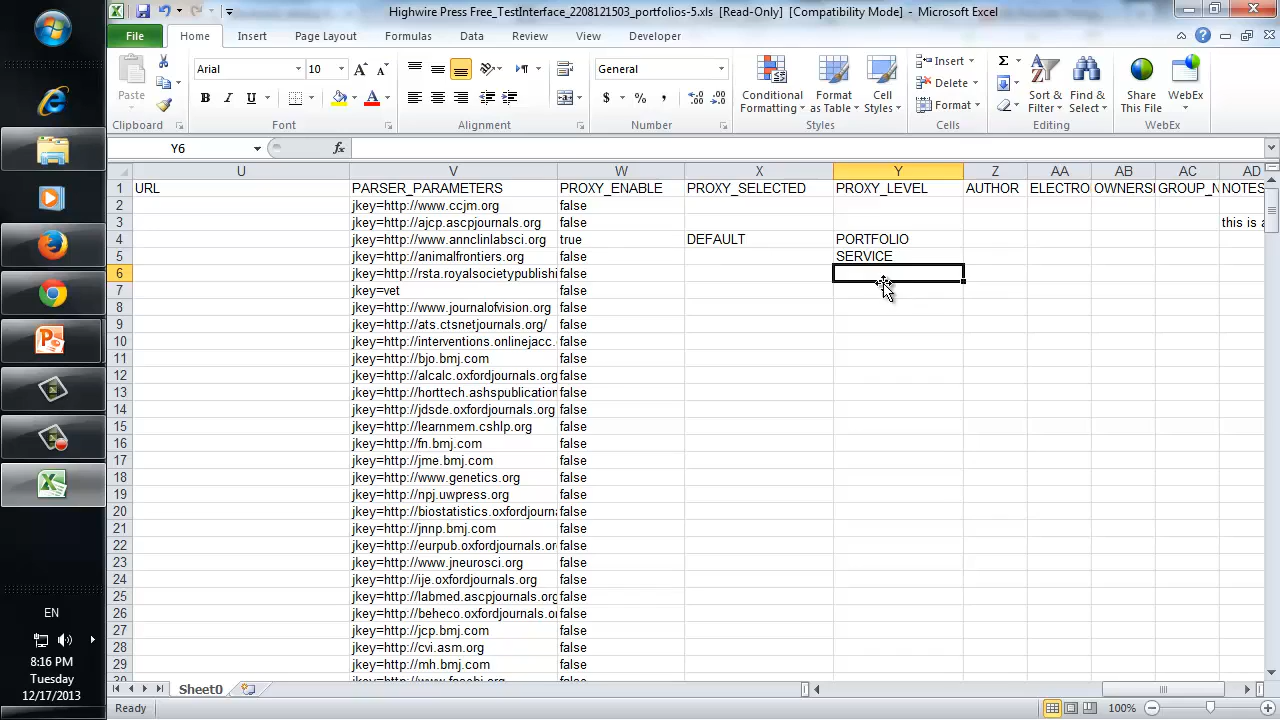 Highwire Press Free_TestInterface_2208121503_portfolios-5.xls [Read-Only] [Compatibility Mode] - Microsoft Excel
File Home Insert Page Layout Formulas Data Review View Developer
Paste
Arial 10
General
Conditional Formatting
Format as Table
Cell Styles
Insert
Delete
Format
Sort & Filter
Find & Select
Share This File
WebEx
Clipboard Font Alignment Number Styles Cells Editing WebEx
Y6 fx
U V W X Y Z AA AB AC AD
1 URL PARSER_PARAMETERS PROXY_ENABLE PROXY_SELECTED PROXY_LEVEL AUTHOR ELECTRO OWNERSI GROUP_N NOTES
2 jkey=http://www.ccjm.org false
3 jkey=http://ajcp.ascpjournals.org false this is a
4 jkey=http://www.annclinlabsci.org true DEFAULT PORTFOLIO
5 jkey=http://animalfrontiers.org false SERVICE
6 jkey=http://rsta.royalsocietypublishi false
7 jkey=vet false
8 jkey=http://www.journalofvision.org false
9 jkey=http://ats.ctsnetjournals.org/ false
10 jkey=http://interventions.onlinejacc. false
11 jkey=http://bjo.bmj.com false
12 jkey=http://alcalc.oxfordjournals.org false
13 jkey=http://horttech.ashspublication false
14 jkey=http://jdsde.oxfordjournals.org false
15 jkey=http://learnmem.cshlp.org false
16 jkey=http://fn.bmj.com false
17 jkey=http://jme.bmj.com false
18 jkey=http://www.genetics.org false
19 jkey=http://npj.uwpress.org false
20 jkey=http://biostatistics.oxfordjourn false
21 jkey=http://jnnp.bmj.com false
22 jkey=http://eurpub.oxfordjournals.or false
23 jkey=http://www.jneurosci.org false
24 jkey=http://ije.oxfordjournals.org false
25 jkey=http://labmed.ascpjournals.org false
26 jkey=http://beheco.oxfordjournals.o false
27 jkey=http://jcp.bmj.com false
28 jkey=http://cvi.asm.org false
29 jkey=http://mh.bmj.com false
Sheet0
Ready 100%
EN
8:16 PM
Tuesday
12/17/2013